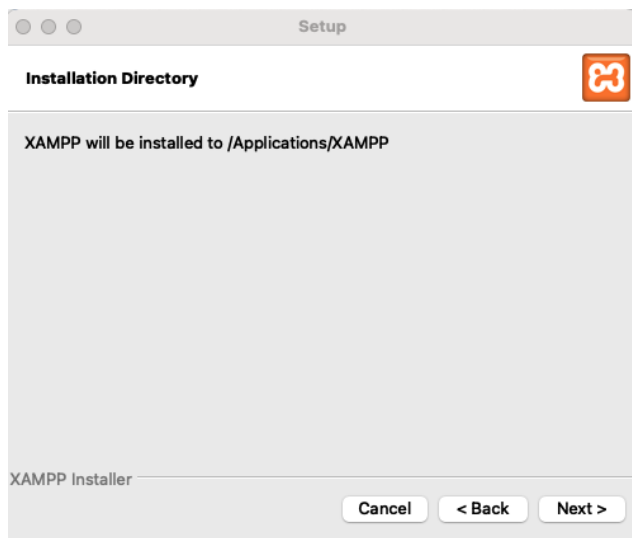 Setup
Installation Directory
XAMPP will be installed to /Applications/XAMPP
XAMPP Installer
Cancel
< Back
Next >